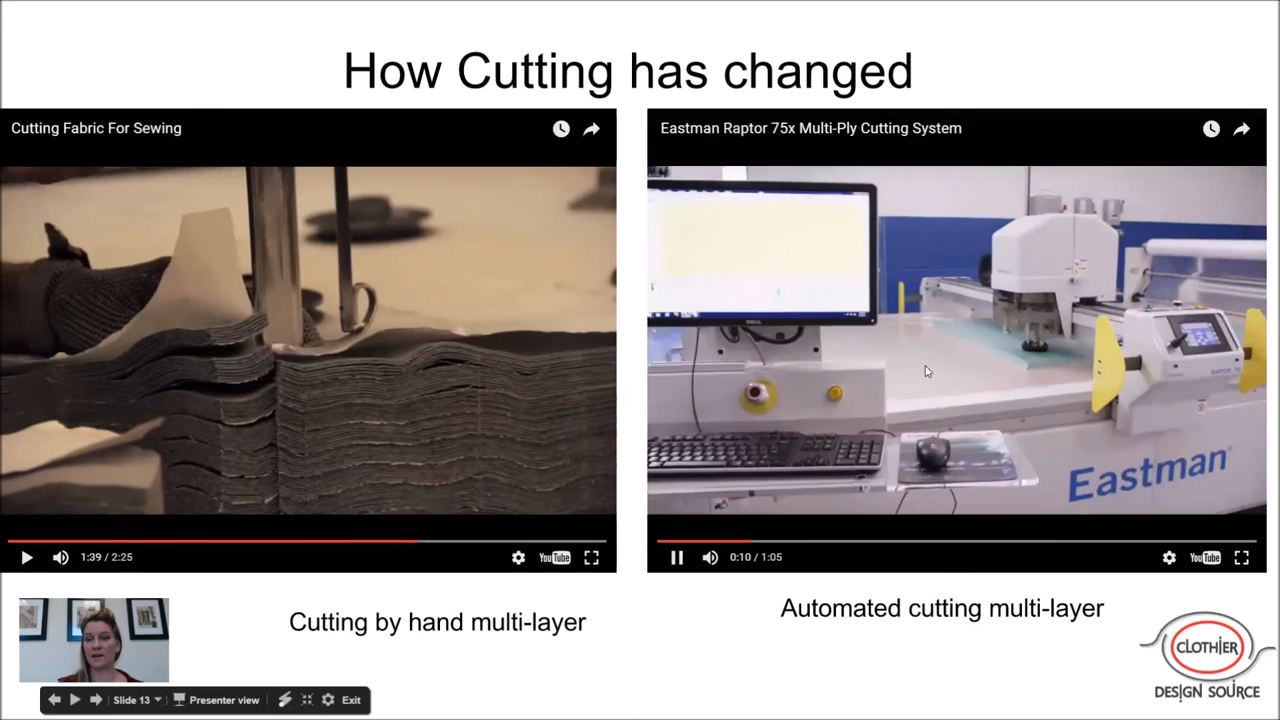 How Cutting has changed
Cutting Fabric For Sewing
Eastman Raptor 75x Multi-Ply Cutting System
DELL
Eastman
1:39 / 2:25
YouTube
0:10 / 1:05
YouTube
Cutting by hand multi-layer
Automated cutting multi-layer
CLOTHIER
DESIGN SOURCE
Slide 13
Presenter view
Exit